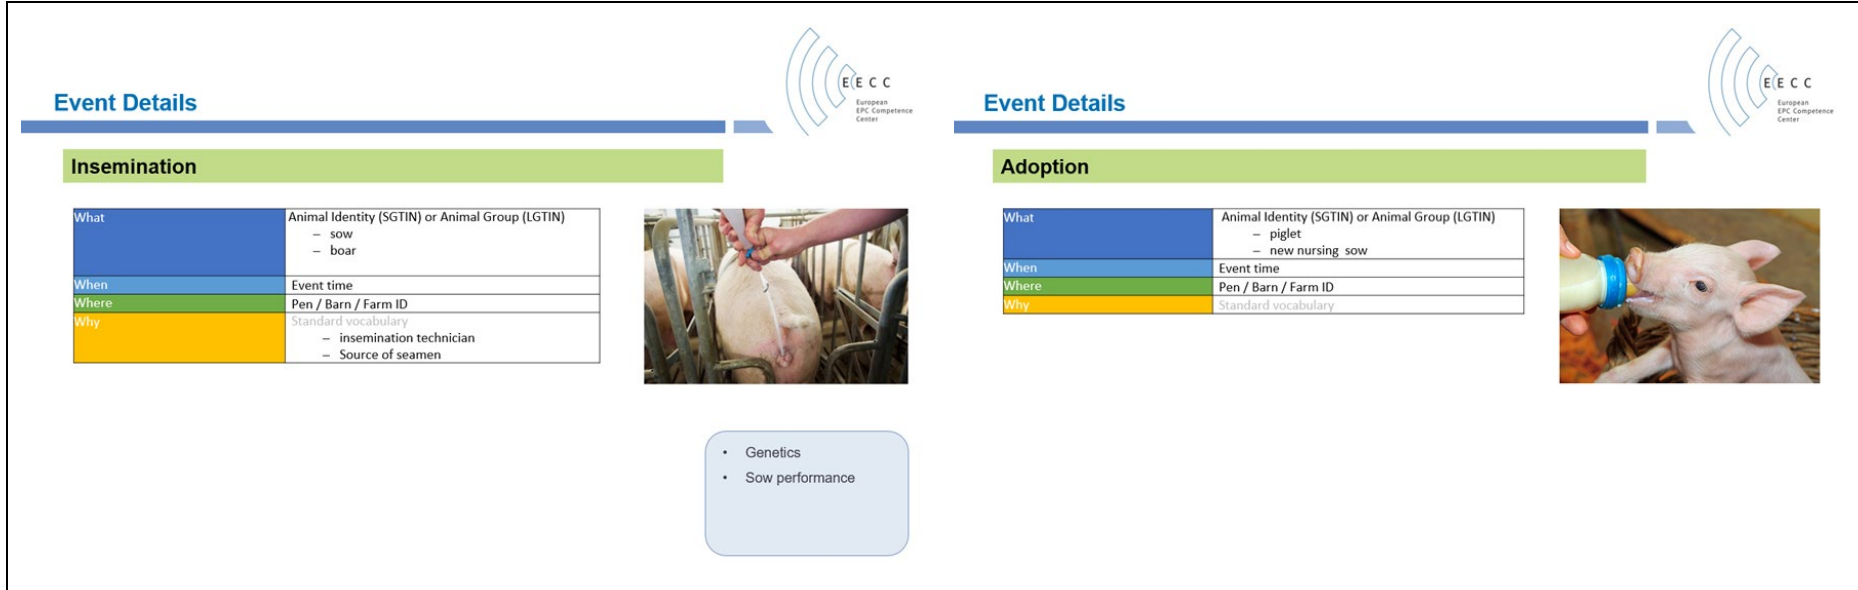 Event Details
E E C C
European
EPC Competence
Center
Insemination
What
Animal Identity (SGTIN) or Animal Group (LGTIN)
– sow
– boar
When
Event time
Where
Pen / Barn / Farm ID
Why
Standard vocabulary
– insemination technician
– Source of seamen
• Genetics
• Sow performance
Event Details
E E C C
European
EPC Competence
Center
Adoption
What
Animal Identity (SGTIN) or Animal Group (LGTIN)
– piglet
– new nursing sow
When
Event time
Where
Pen / Barn / Farm ID
Why
Standard vocabulary